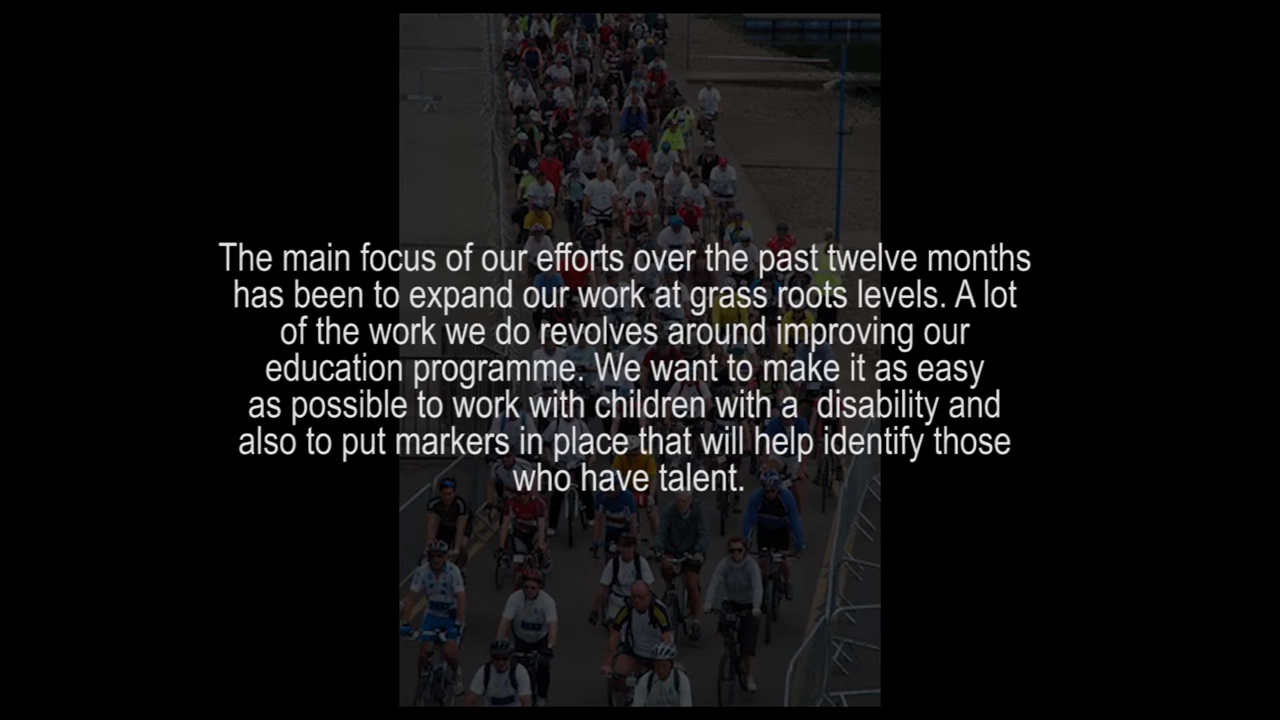 The main focus of our efforts over the past twelve months
has been to expand our work at grass roots levels. A lot
of the work we do revolves around improving our
education programme. We want to make it as easy
as possible to work with children with a  disability and
also to put markers in place that will help identify those
who have talent.